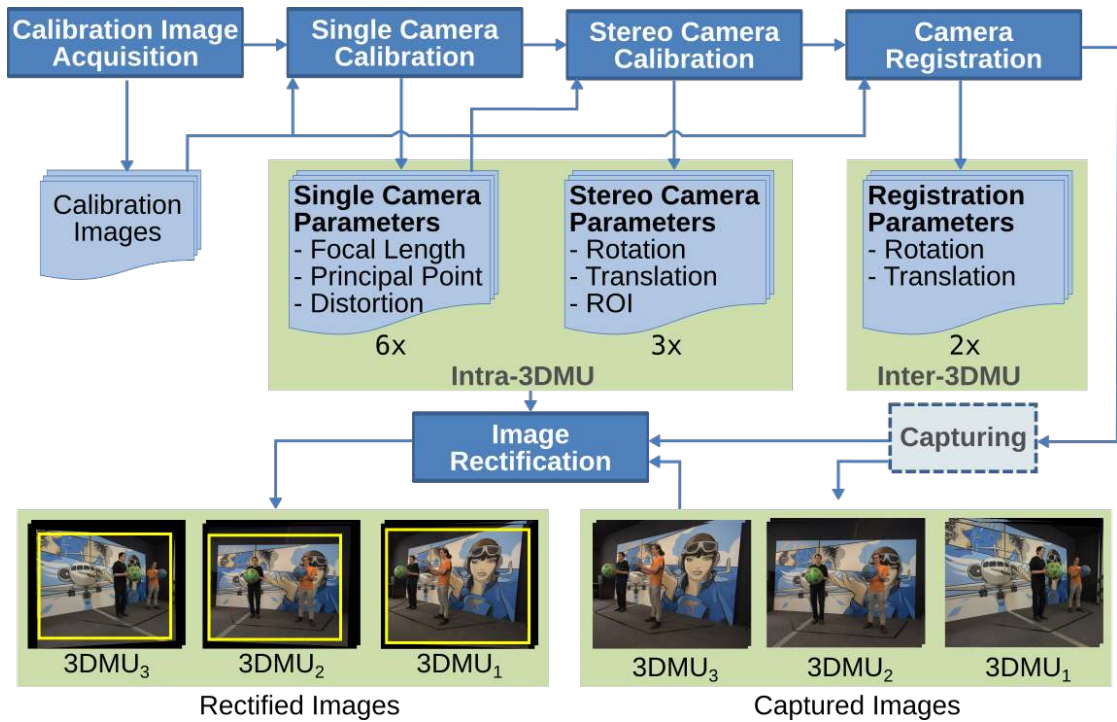 Calibration Image
Acquisition
Single Camera
Calibration
Stereo Camera
Calibration
Camera
Registration
Calibration
Images
Single Camera
Parameters
- Focal Length
- Principal Point
- Distortion
6x
Stereo Camera
Parameters
- Rotation
- Translation
- ROI
3x
Intra-3DMU
Registration
Parameters
- Rotation
- Translation
2x
Inter-3DMU
Image
Rectification
Capturing
3DMU3
3DMU2
3DMU1
Rectified Images
3DMU3
3DMU2
3DMU1
Captured Images